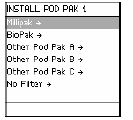 INSTALL POD PAK 1
Millipak →
BioPak →
Other Pod Pak A →
Other Pod Pak B →
Other Pod Pak C →
No Filter →